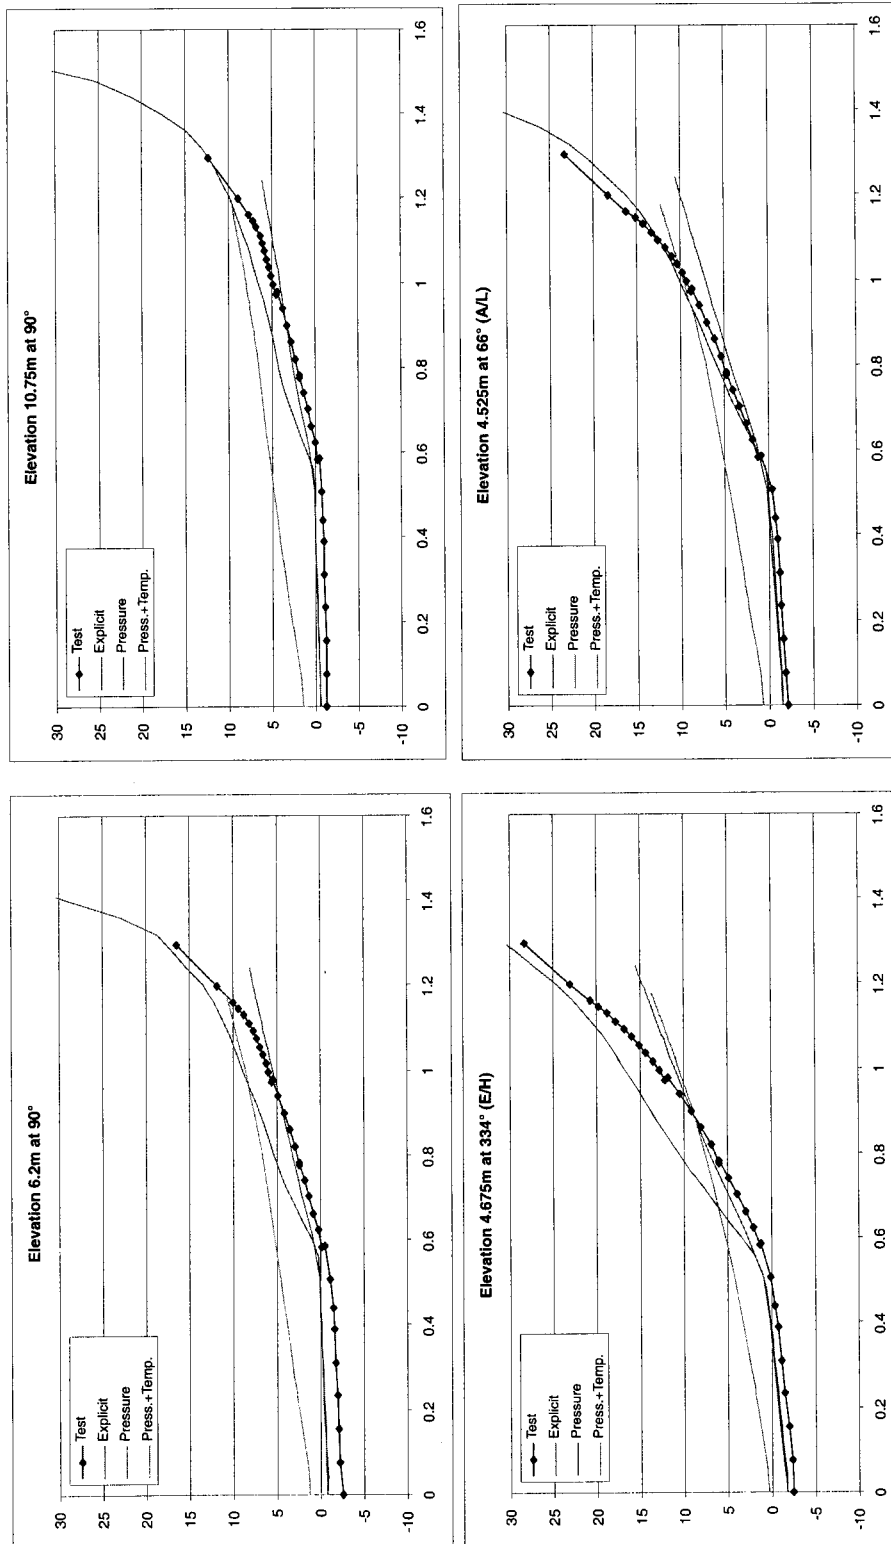 Elevation 6.2m at 90°
Test
Explicit
Pressure
Press.+Temp.
30
25
20
15
10
5
0
-5
-10
0 0.2 0.4 0.6 0.8 1 1.2 1.4 1.6
Elevation 10.75m at 90°
Test
Explicit
Pressure
Press.+Temp.
30
25
20
15
10
5
0
-5
-10
0 0.2 0.4 0.6 0.8 1 1.2 1.4 1.6
Elevation 4.675m at 334° (E/H)
Test
Explicit
Pressure
Press.+Temp.
30
25
20
15
10
5
0
-5
-10
0 0.2 0.4 0.6 0.8 1 1.2 1.4 1.6
Elevation 4.525m at 66° (A/L)
Test
Explicit
Pressure
Press.+Temp.
30
25
20
15
10
5
0
-5
-10
0 0.2 0.4 0.6 0.8 1 1.2 1.4 1.6